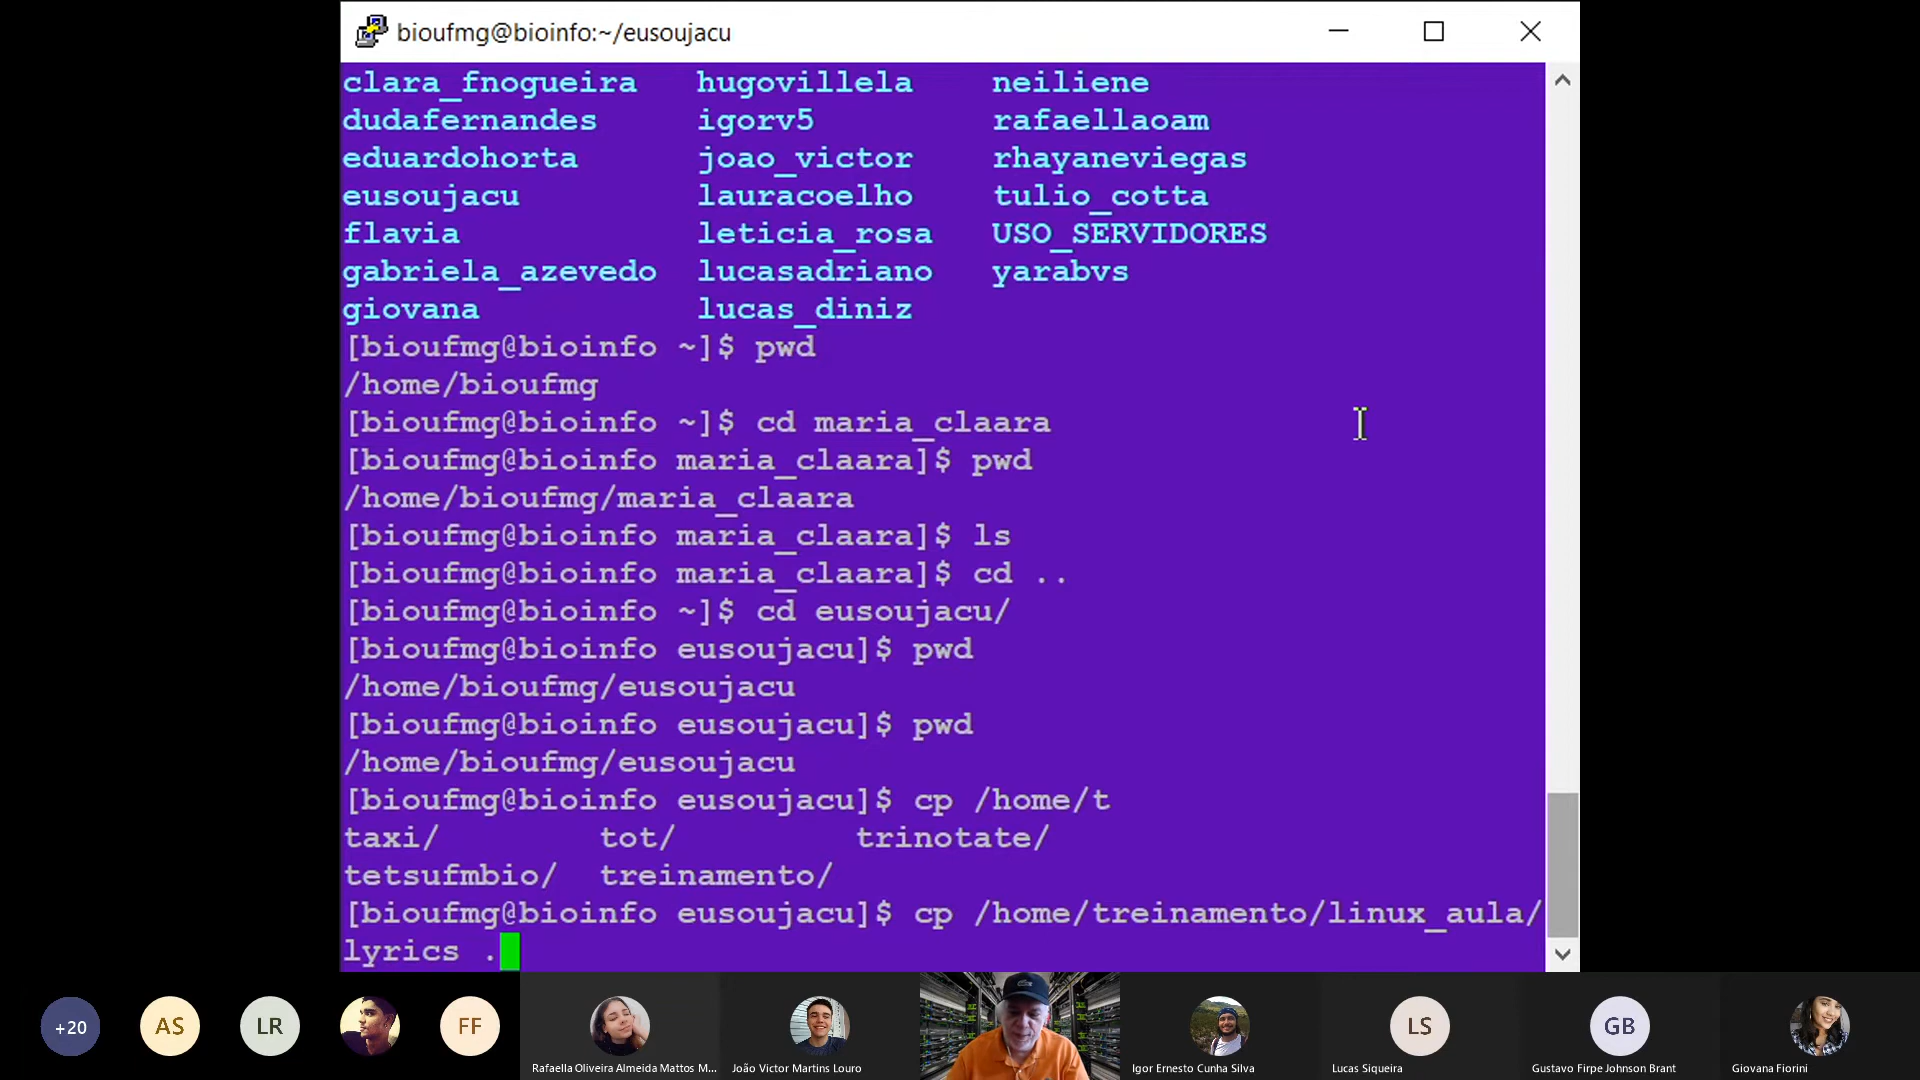 bioufmg@bioinfo:~/eusoujacu
clara_fnogueira hugovillela neiliene
dudafernandes igorv5 rafaellaoam
eduardohorta joao_victor rhayaneviegas
eusoujacu lauracoelho tulio_cotta
flavia leticia_rosa USO_SERVIDORES
gabriela_azevedo lucasadriano yarabvs
giovana lucas_diniz
[bioufmg@bioinfo ~]$ pwd
/home/bioufmg
[bioufmg@bioinfo ~]$ cd maria_claara
[bioufmg@bioinfo maria_claara]$ pwd
/home/bioufmg/maria_claara
[bioufmg@bioinfo maria_claara]$ ls
[bioufmg@bioinfo maria_claara]$ cd ..
[bioufmg@bioinfo ~]$ cd eusoujacu/
[bioufmg@bioinfo eusoujacu]$ pwd
/home/bioufmg/eusoujacu
[bioufmg@bioinfo eusoujacu]$ pwd
/home/bioufmg/eusoujacu
[bioufmg@bioinfo eusoujacu]$ cp /home/t
taxi/ tot/ trinotate/
tetsufmbio/ treinamento/
[bioufmg@bioinfo eusoujacu]$ cp /home/treinamento/linux_aula/
lyrics .
+20 AS LR FF LS GB
Rafaella Oliveira Almeida Mattos M... João Victor Martins Louro Igor Ernesto Cunha Silva Lucas Siqueira Gustavo Firpe Johnson Brant Giovana Fiorini